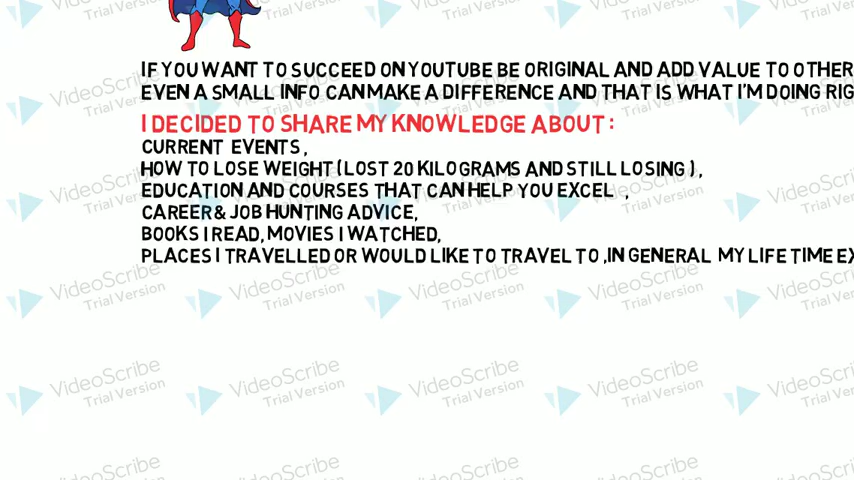 IF YOU WANT TO SUCCEED ON YOUTUBE BE ORIGINAL AND ADD VALUE TO OTHER
EVEN A SMALL INFO CAN MAKE A DIFFERENCE AND THAT IS WHAT I'M DOING RIG
I DECIDED TO SHARE MY KNOWLEDGE ABOUT :
CURRENT EVENTS ,
HOW TO LOSE WEIGHT ( LOST 20 KILOGRAMS AND STILL LOSING ) ,
EDUCATION AND COURSES THAT CAN HELP YOU EXCEL ,
CAREER & JOB HUNTING ADVICE,
BOOKS I READ, MOVIES I WATCHED,
PLACES I TRAVELLED OR WOULD LIKE TO TRAVEL TO ,IN GENERAL MY LIFE TIME EX
VideoScribe
Trial Version